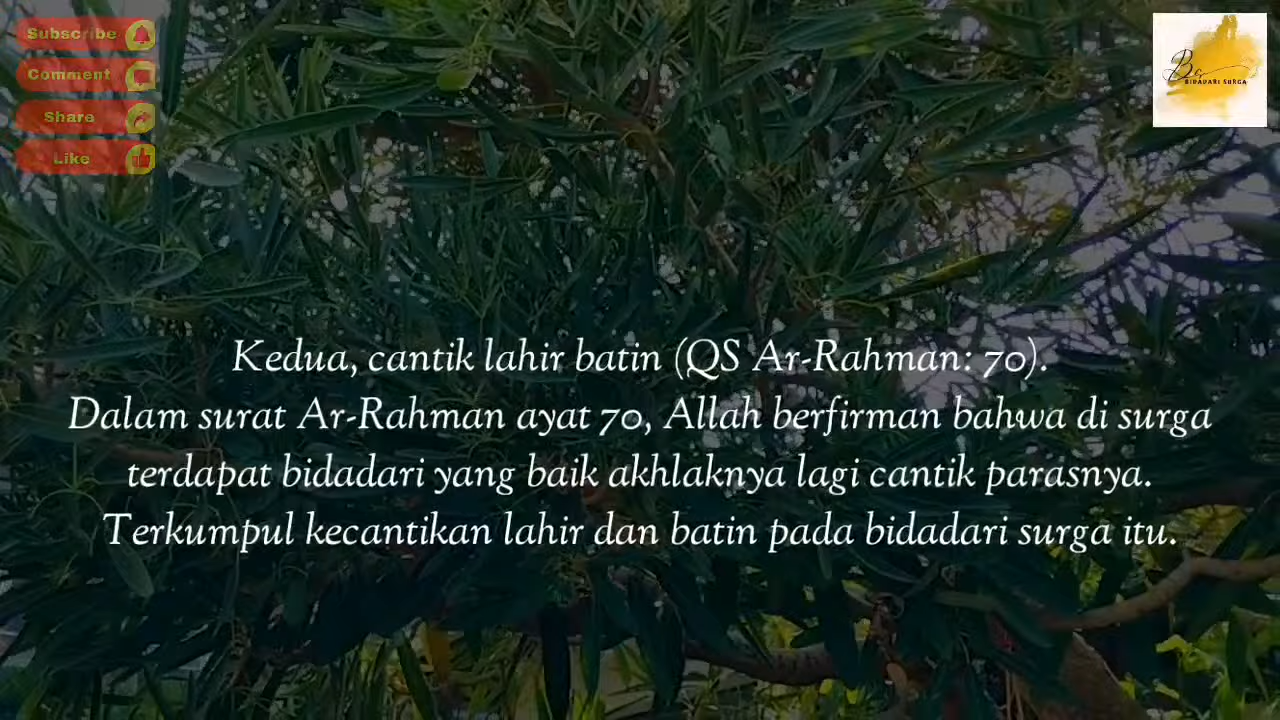 Subscribe
Comment
Share
Like
Bs
BIDADARI SURGA
Kedua, cantik lahir batin (QS Ar-Rahman: 70).
Dalam surat Ar-Rahman ayat 70, Allah berfirman bahwa di surga
terdapat bidadari yang baik akhlaknya lagi cantik parasnya.
Terkumpul kecantikan lahir dan batin pada bidadari surga itu.